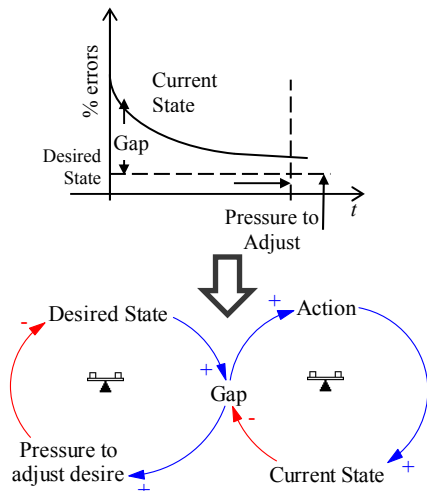 % errors
Current
State
Gap
Desired
State
t
Pressure to
Adjust
Desired State
Action
Gap
Pressure to
adjust desire
Current State
-
+
+
-
+
+